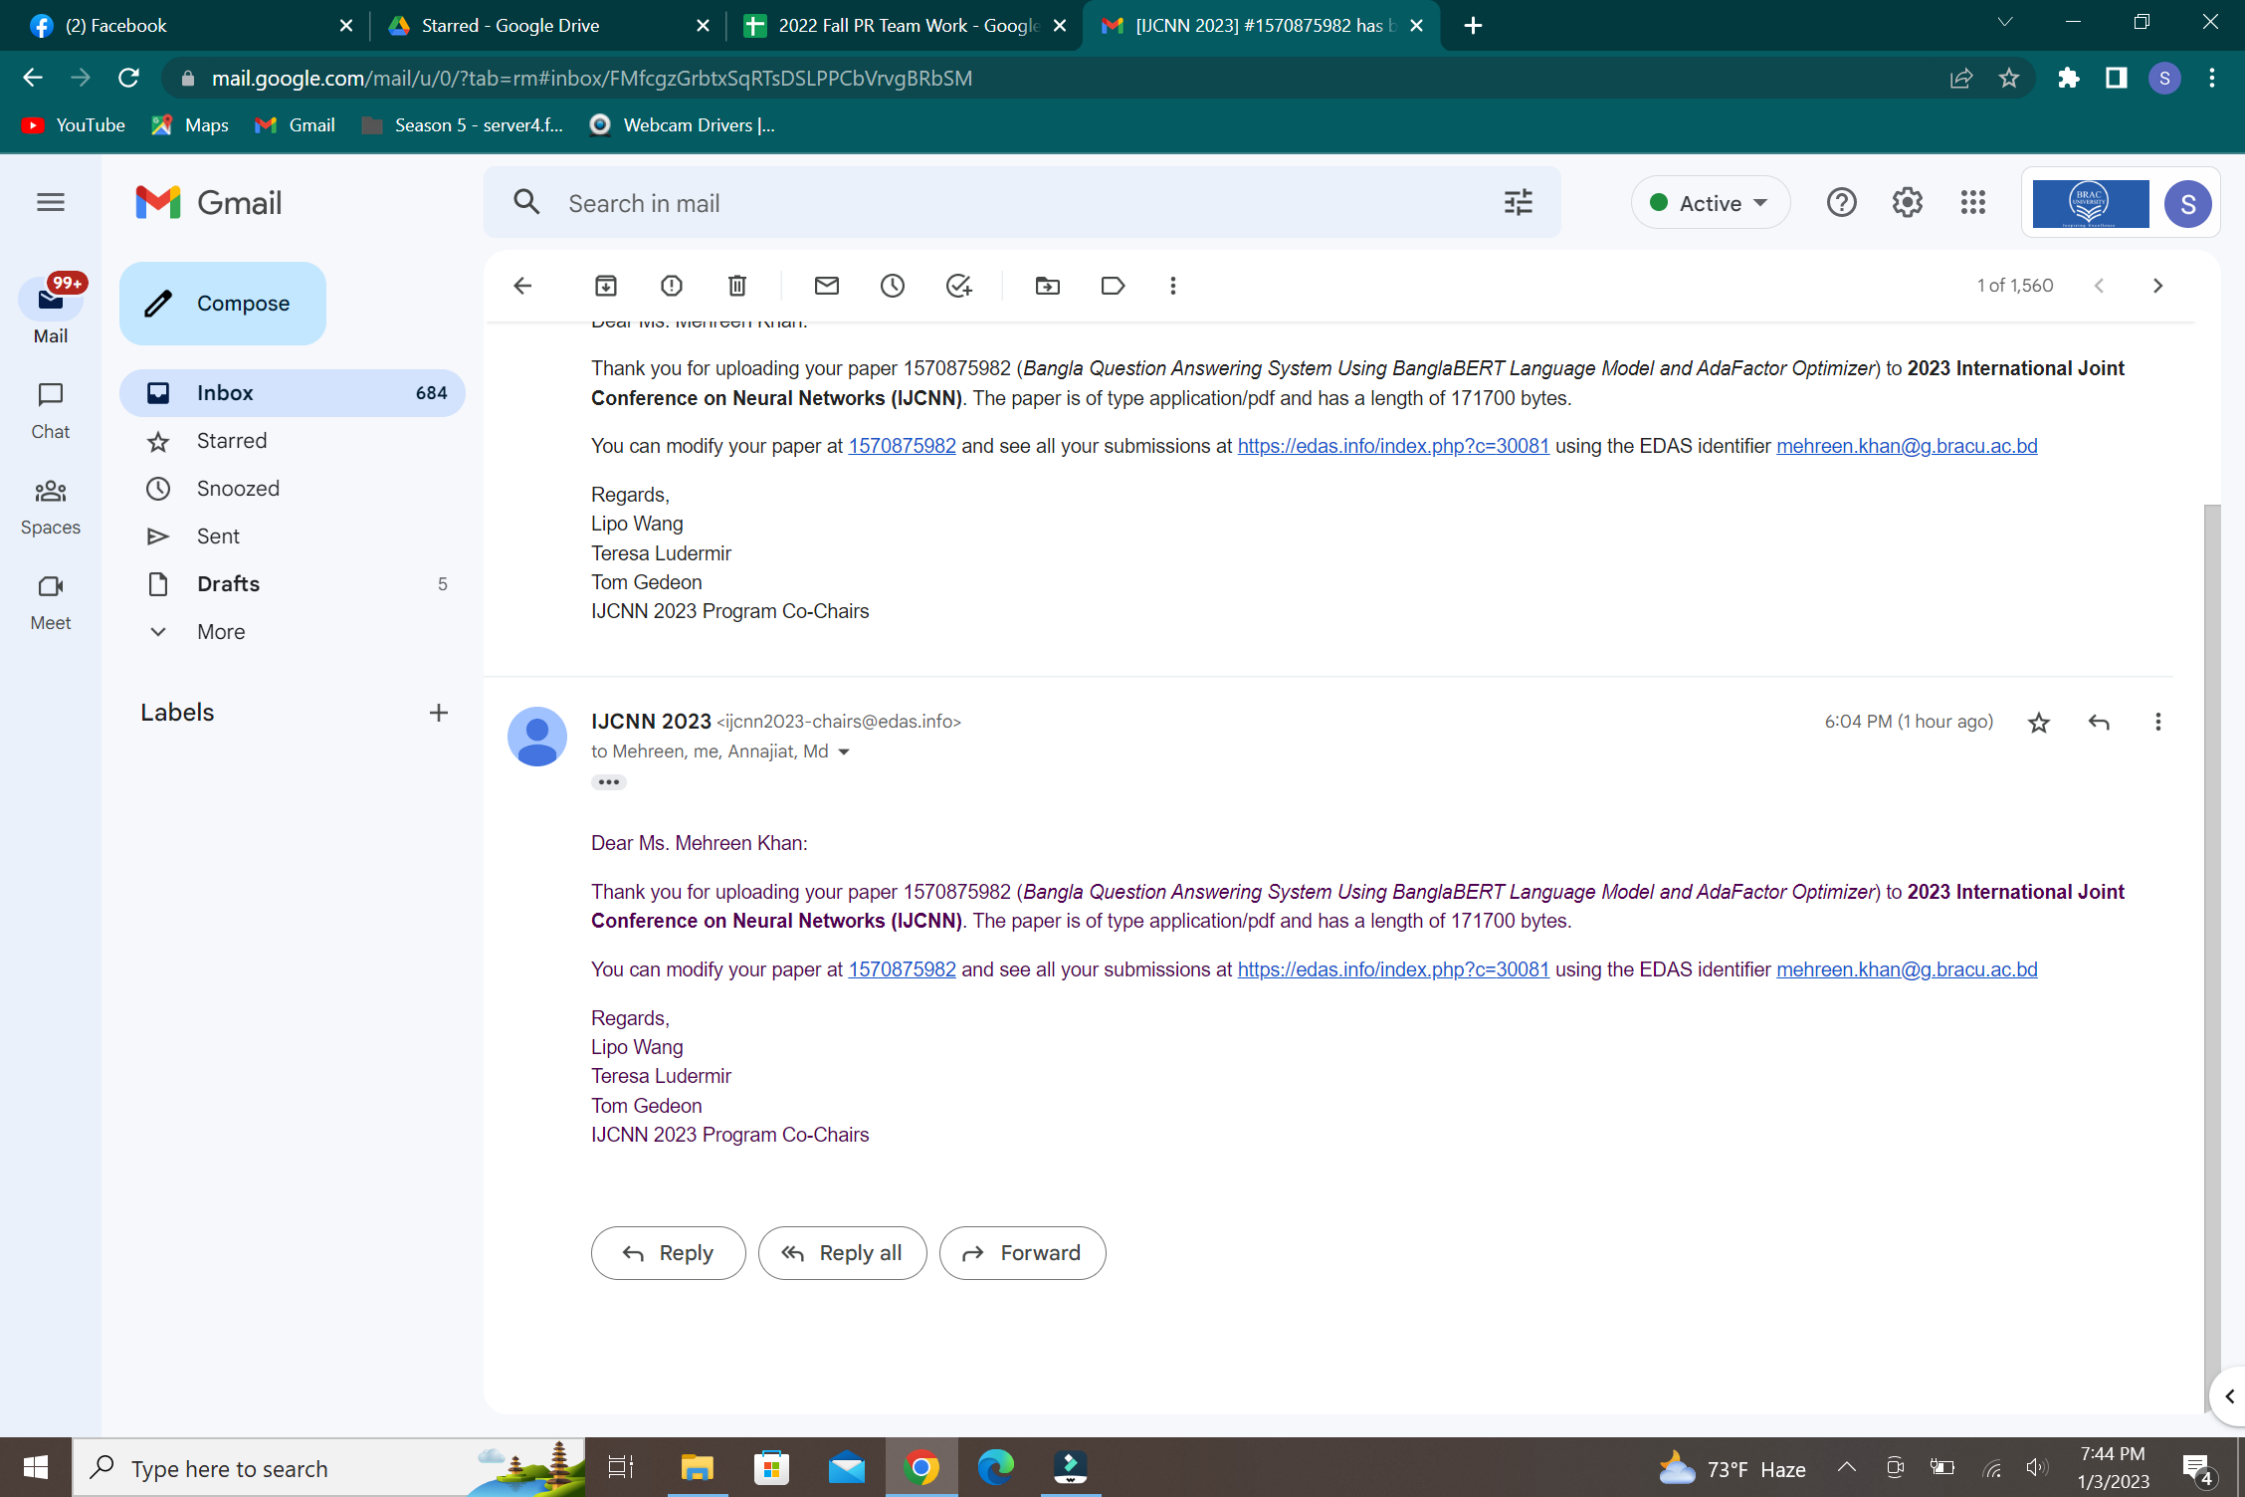 (2) Facebook
Starred - Google Drive
2022 Fall PR Team Work - Google
[IJCNN 2023] #1570875982 has b
mail.google.com/mail/u/0/?tab=rm#inbox/FMfcgzGrbtxSqRTsDSLPPCbVrvgBRbSM
S
YouTube
Maps
Gmail
Season 5 - server4.f...
Webcam Drivers |...
Gmail
Search in mail
Active
BRAC
UNIVERSITY
Inspiring Excellence
S
99+
Mail
Compose
1 of 1,560
Inbox 684
Chat
Starred
Snoozed
Spaces
Sent
Drafts 5
Meet
More
Labels
Dear Ms. Mehreen Khan:
Thank you for uploading your paper 1570875982 (Bangla Question Answering System Using BanglaBERT Language Model and AdaFactor Optimizer) to 2023 International Joint
Conference on Neural Networks (IJCNN). The paper is of type application/pdf and has a length of 171700 bytes.
You can modify your paper at 1570875982 and see all your submissions at https://edas.info/index.php?c=30081 using the EDAS identifier mehreen.khan@g.bracu.ac.bd
Regards,
Lipo Wang
Teresa Ludermir
Tom Gedeon
IJCNN 2023 Program Co-Chairs
IJCNN 2023 <ijcnn2023-chairs@edas.info>
6:04 PM (1 hour ago)
to Mehreen, me, Annajiat, Md
Dear Ms. Mehreen Khan:
Thank you for uploading your paper 1570875982 (Bangla Question Answering System Using BanglaBERT Language Model and AdaFactor Optimizer) to 2023 International Joint
Conference on Neural Networks (IJCNN). The paper is of type application/pdf and has a length of 171700 bytes.
You can modify your paper at 1570875982 and see all your submissions at https://edas.info/index.php?c=30081 using the EDAS identifier mehreen.khan@g.bracu.ac.bd
Regards,
Lipo Wang
Teresa Ludermir
Tom Gedeon
IJCNN 2023 Program Co-Chairs
Reply
Reply all
Forward
Type here to search
73°F Haze
7:44 PM
1/3/2023
4